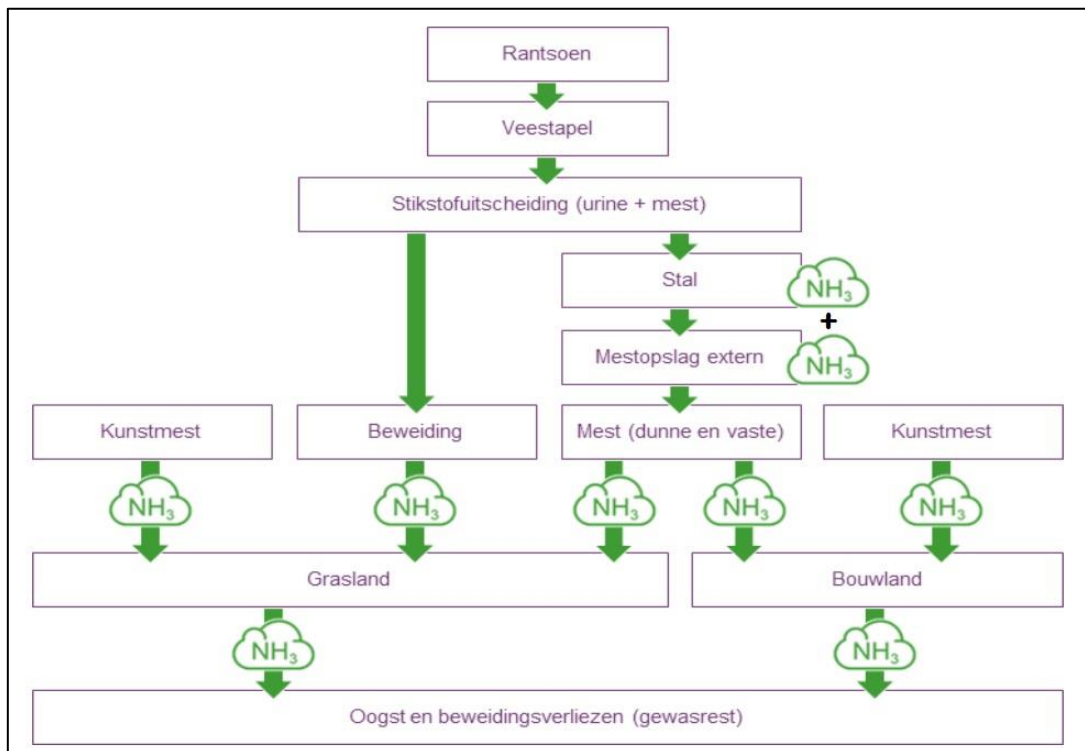 Rantsoen
Veestapel
Stikstofuitscheiding (urine + mest)
Stal
NH₃
+
Mestopslag extern
NH₃
Kunstmest
Beweiding
Mest (dunne en vaste)
Kunstmest
NH₃
NH₃
NH₃
NH₃
NH₃
Grasland
Bouwland
NH₃
NH₃
Oogst en beweidingsverliezen (gewasrest)